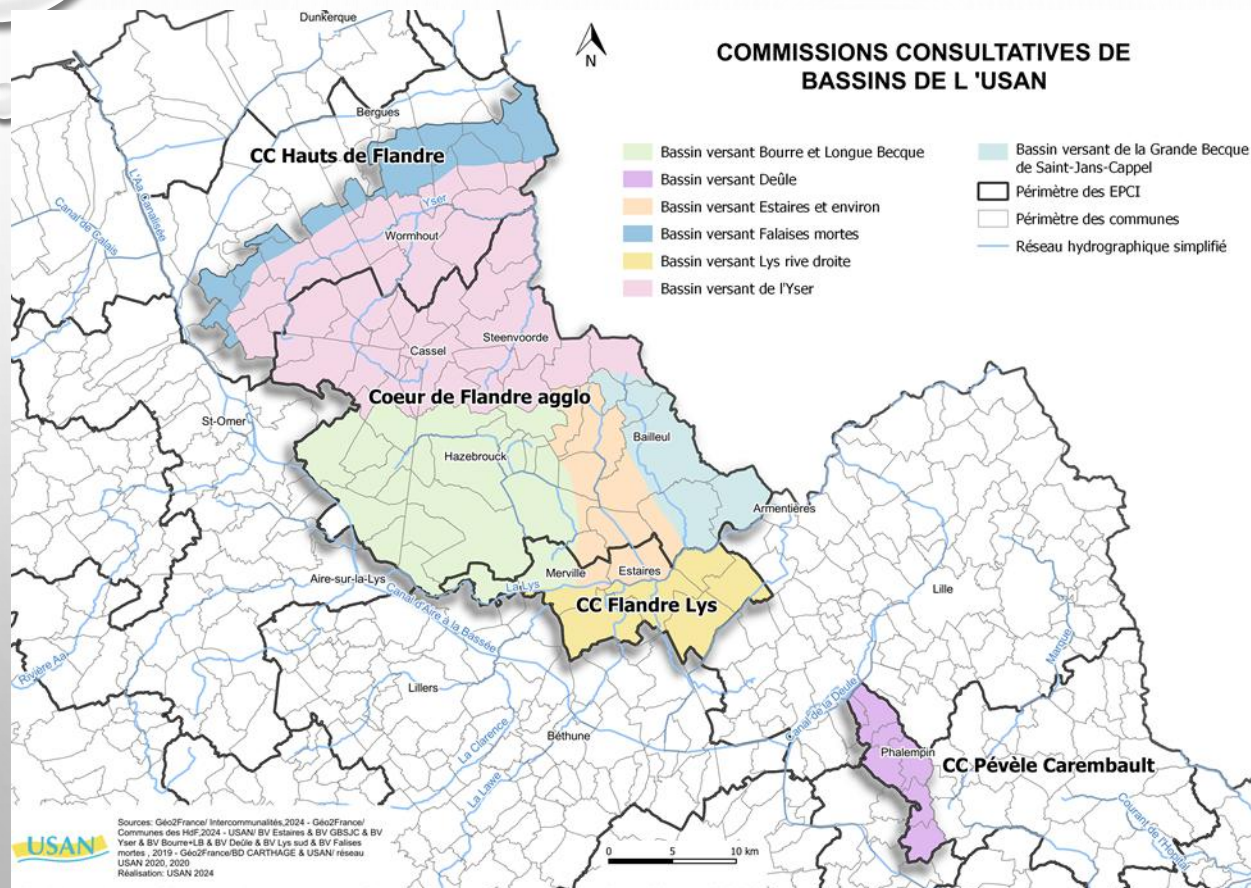 COMMISSIONS CONSULTATIVES DE
BASSINS DE L 'USAN
N
Bassin versant Bourre et Longue Becque
Bassin versant Deûle
Bassin versant Estaires et environ
Bassin versant Falaises mortes
Bassin versant Lys rive droite
Bassin versant de l'Yser
Bassin versant de la Grande Becque
de Saint-Jans-Cappel
Périmètre des EPCI
Périmètre des communes
Réseau hydrographique simplifié
Dunkerque
Bergues
CC Hauts de Flandre
L'Aa Canalisée
Canal de Calais
Yser
Wormhout
Steenvoorde
Cassel
Coeur de Flandre agglo
St-Omer
Bailleul
Hazebrouck
Armentières
Merville
Estaires
Aire-sur-la-Lys
La Lys
Canal d'Aire à la Bassée
CC Flandre Lys
Lille
Marque
Rivière Aa
Lillers
Canal de la Deûle
La Clarence
Béthune
Phalempin
CC Pévèle Carembault
La Lawe
Courant de l'Hopital
USAN
Sources: Géo2France/ Intercommunalités,2024 - Géo2France/
Communes des HdF,2024 - USAN/ BV Estaires & BV GBSJC & BV
Yser & BV Bourre+LB & BV Deûle & BV Lys sud & BV Falises
mortes , 2019 - Géo2France/BD CARTHAGE & USAN/ réseau
USAN 2020, 2020
Réalisation: USAN 2024
0 5 10 km